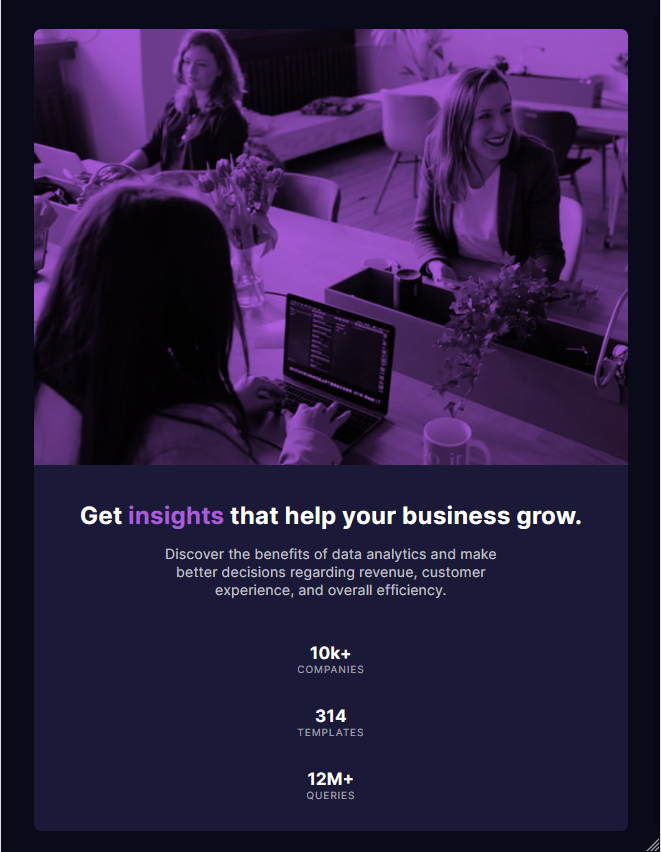 Get insights that help your business grow.
Discover the benefits of data analytics and make
better decisions regarding revenue, customer
experience, and overall efficiency.
10k+
COMPANIES
314
TEMPLATES
12M+
QUERIES